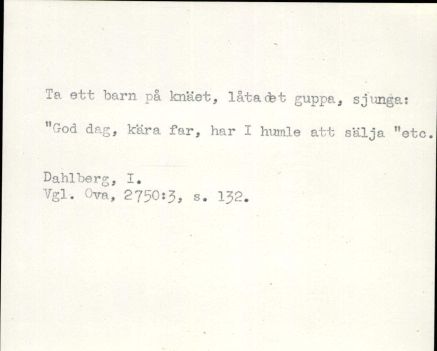 Ta ett barn på knäet, låta det guppa, sjunga:
"God dag, kära far, har I humle att sälja "etc.
Dahlberg, I.
Vgl. Ova, 2750:3, s. 132.